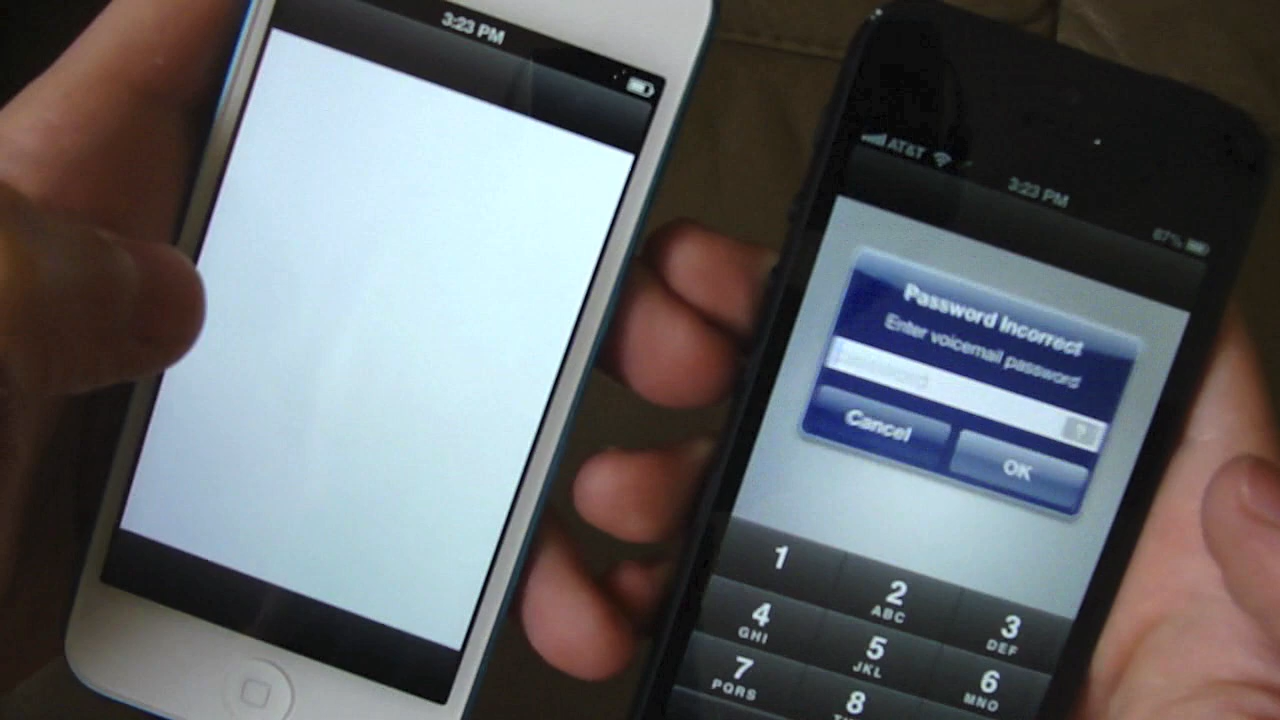 3:23 PM
AT&T
3:23 PM
87%
Password Incorrect
Enter voicemail password
?
Cancel
OK
1
2
ABC
3
DEF
4
GHI
5
JKL
6
MNO
7
PQRS
8